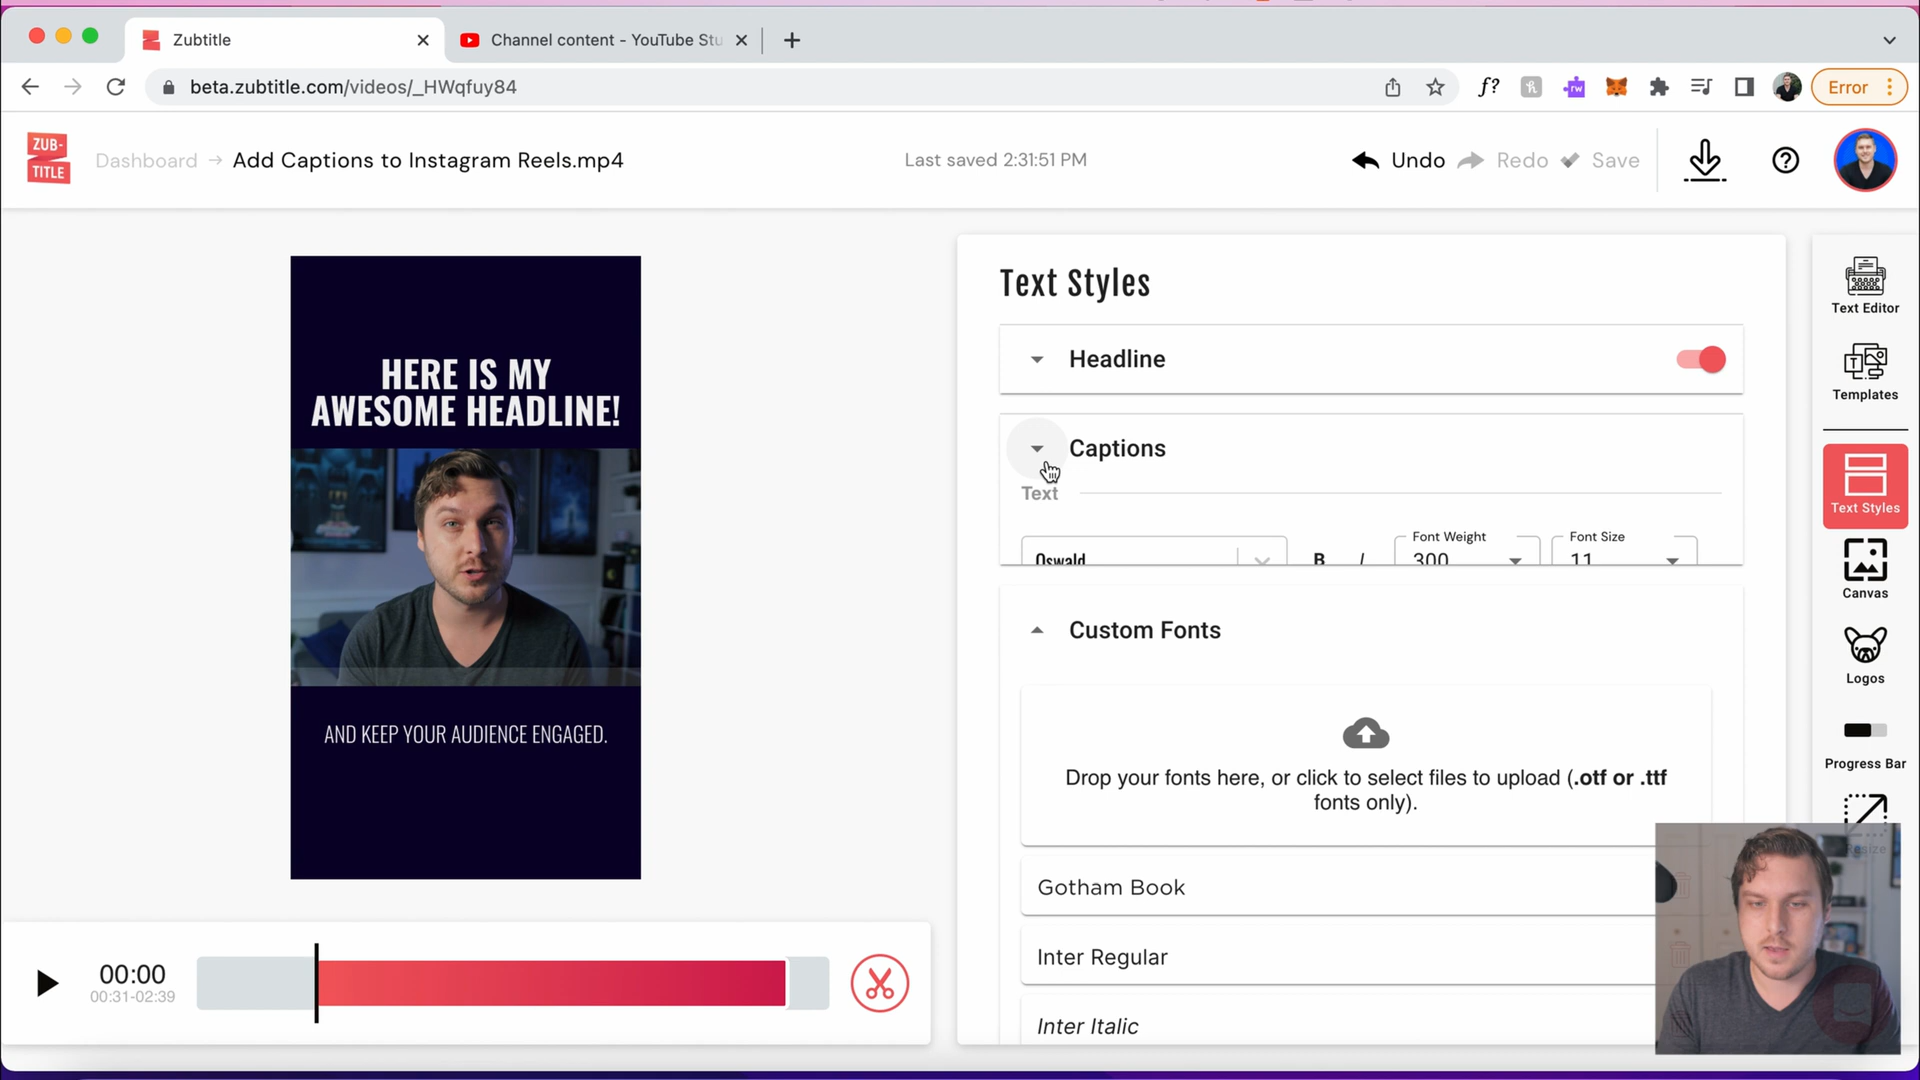 Zubtitle
Channel content - YouTube Stu
beta.zubtitle.com/videos/_HWqfuy84
f?
rw
Error
ZUB-
TITLE
Dashboard → Add Captions to Instagram Reels.mp4
Last saved 2:31:51 PM
Undo
Redo
Save
Text Styles
Headline
Captions
Text
Oswald
B
I
Font Weight
300
Font Size
11
Custom Fonts
Drop your fonts here, or click to select files to upload (.otf or .ttf
fonts only).
Gotham Book
Inter Regular
Inter Italic
HERE IS MY
AWESOME HEADLINE!
AND KEEP YOUR AUDIENCE ENGAGED.
00:00
00:31-02:39
Text Editor
Templates
Text Styles
Canvas
Logos
Progress Bar
Resize